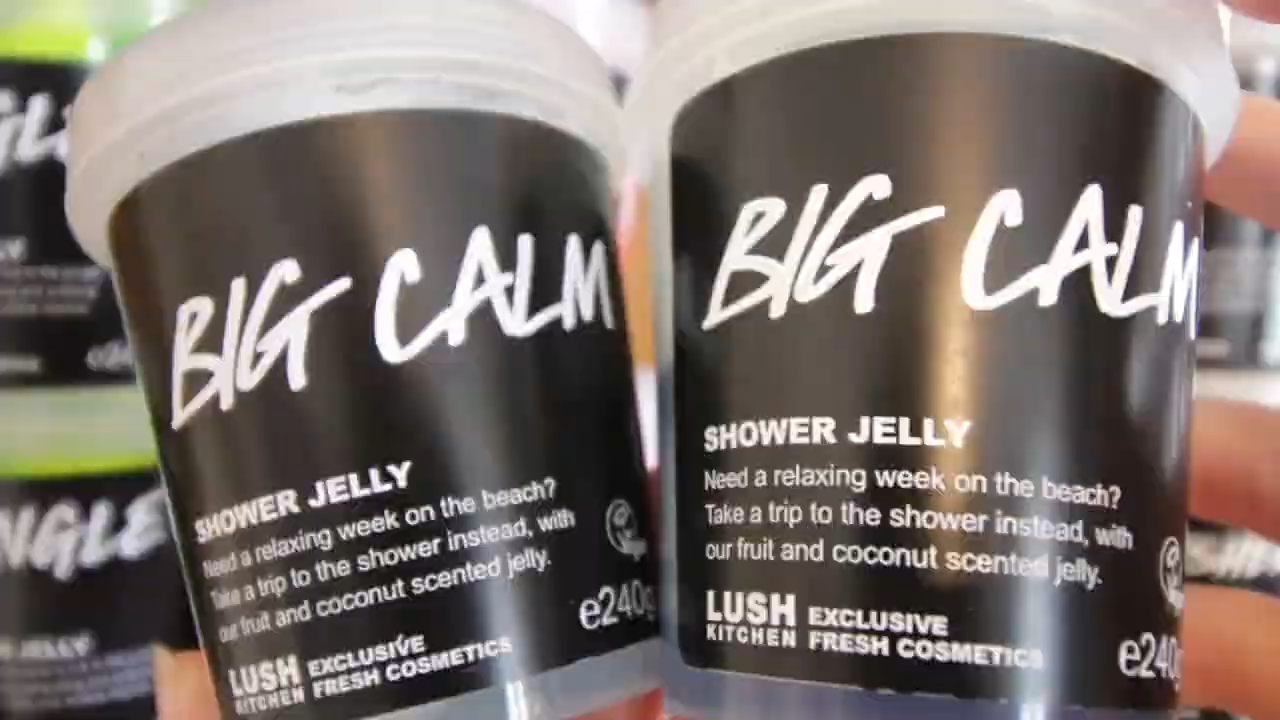 BIG CALM
SHOWER JELLY
Need a relaxing week on the beach?
Take a trip to the shower instead, with
our fruit and coconut scented jelly.
LUSH EXCLUSIVE
KITCHEN FRESH COSMETICS
e240g
BIG CALM
SHOWER JELLY
Need a relaxing week on the beach?
Take a trip to the shower instead, with
our fruit and coconut scented jelly.
LUSH EXCLUSIVE
KITCHEN FRESH COSMETICS
e240g
NGLE
JELLY